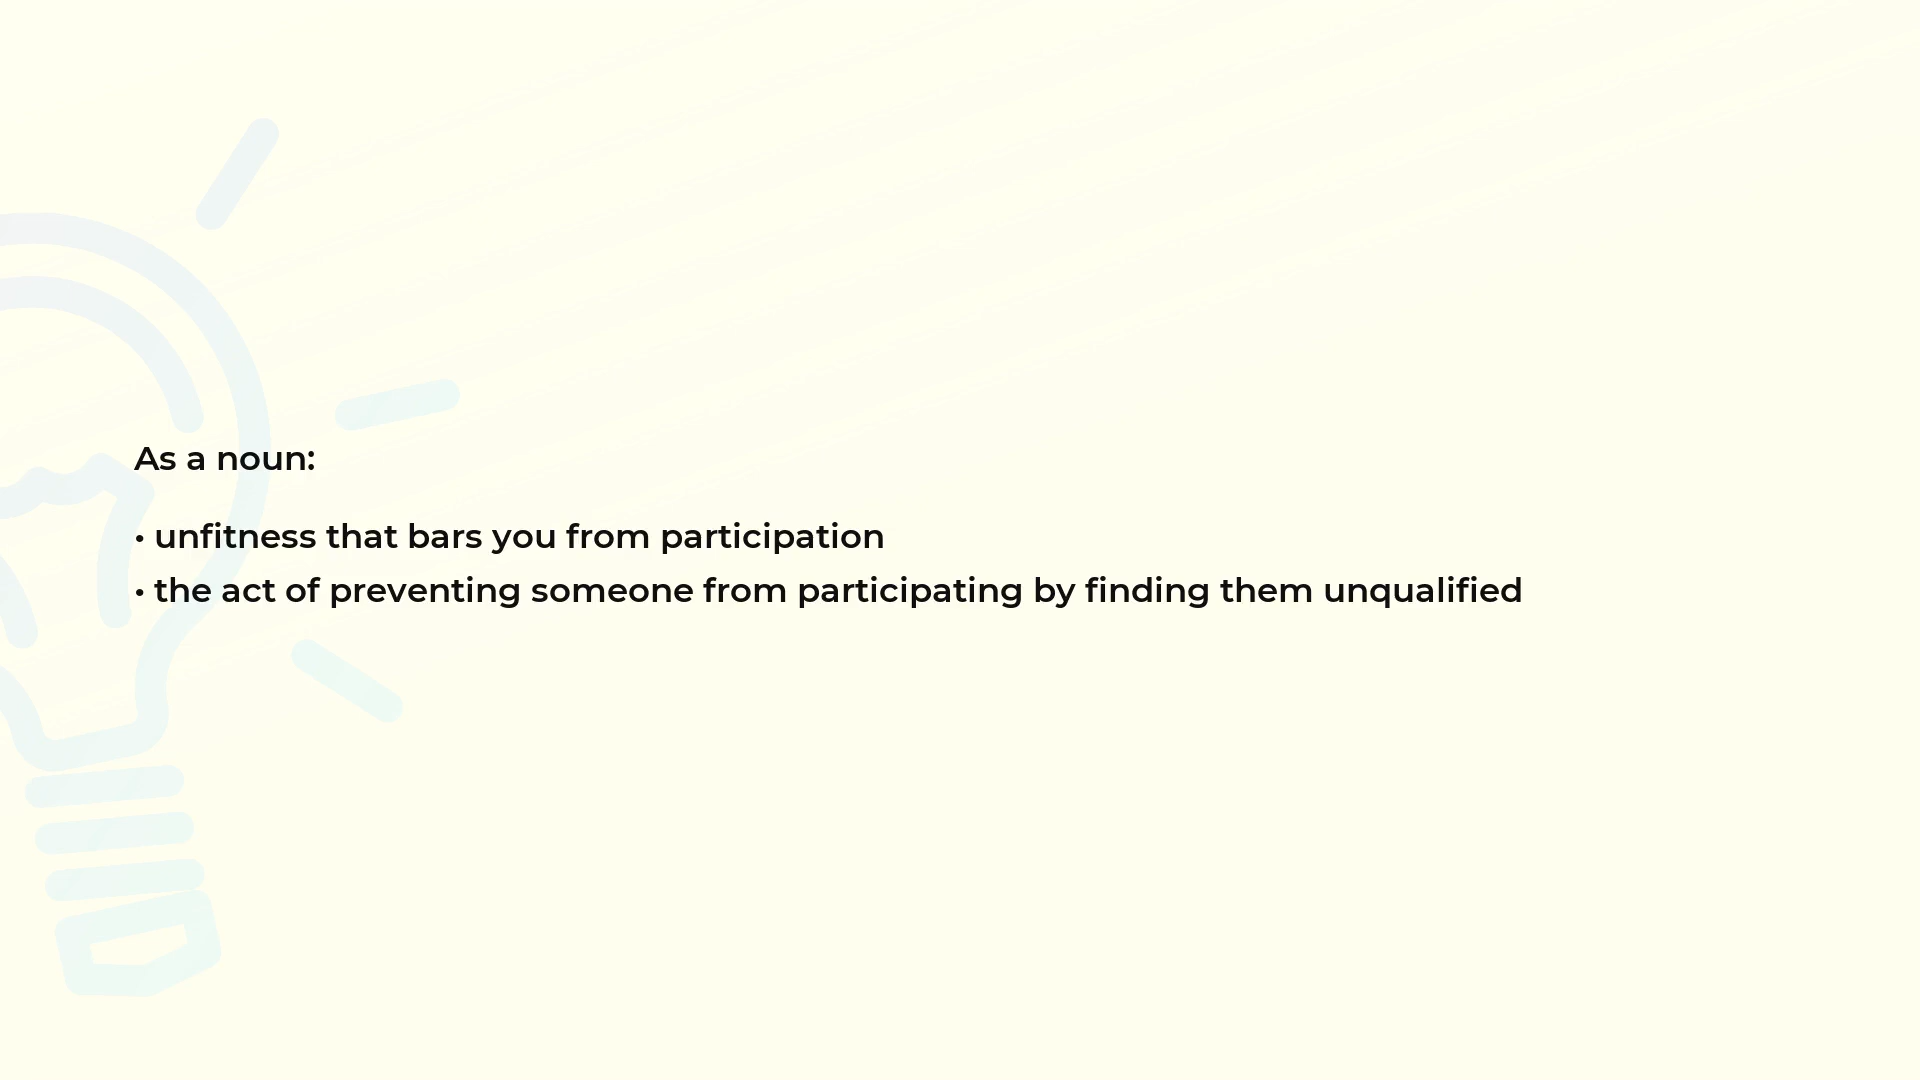 As a noun:
• unfitness that bars you from participation
• the act of preventing someone from participating by finding them unqualified